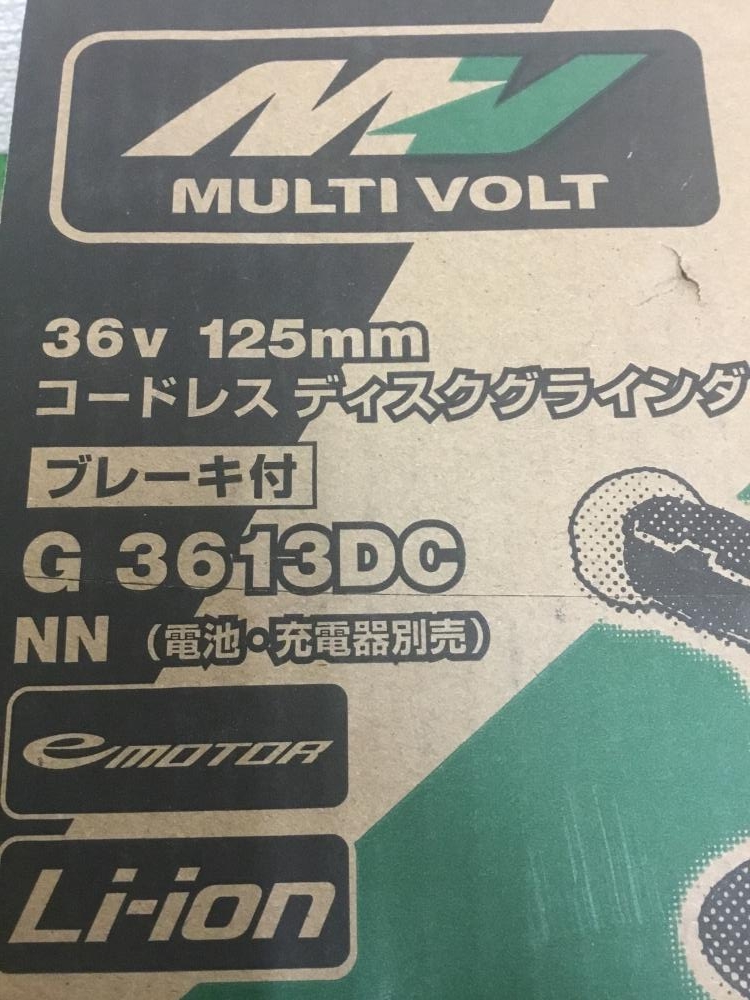 MV
MULTI VOLT
36v 125mm
コードレス ディスクグラインダ
ブレーキ付
G 3613DC
NN (電池・充電器別売)
e MOTOR
Li-ion